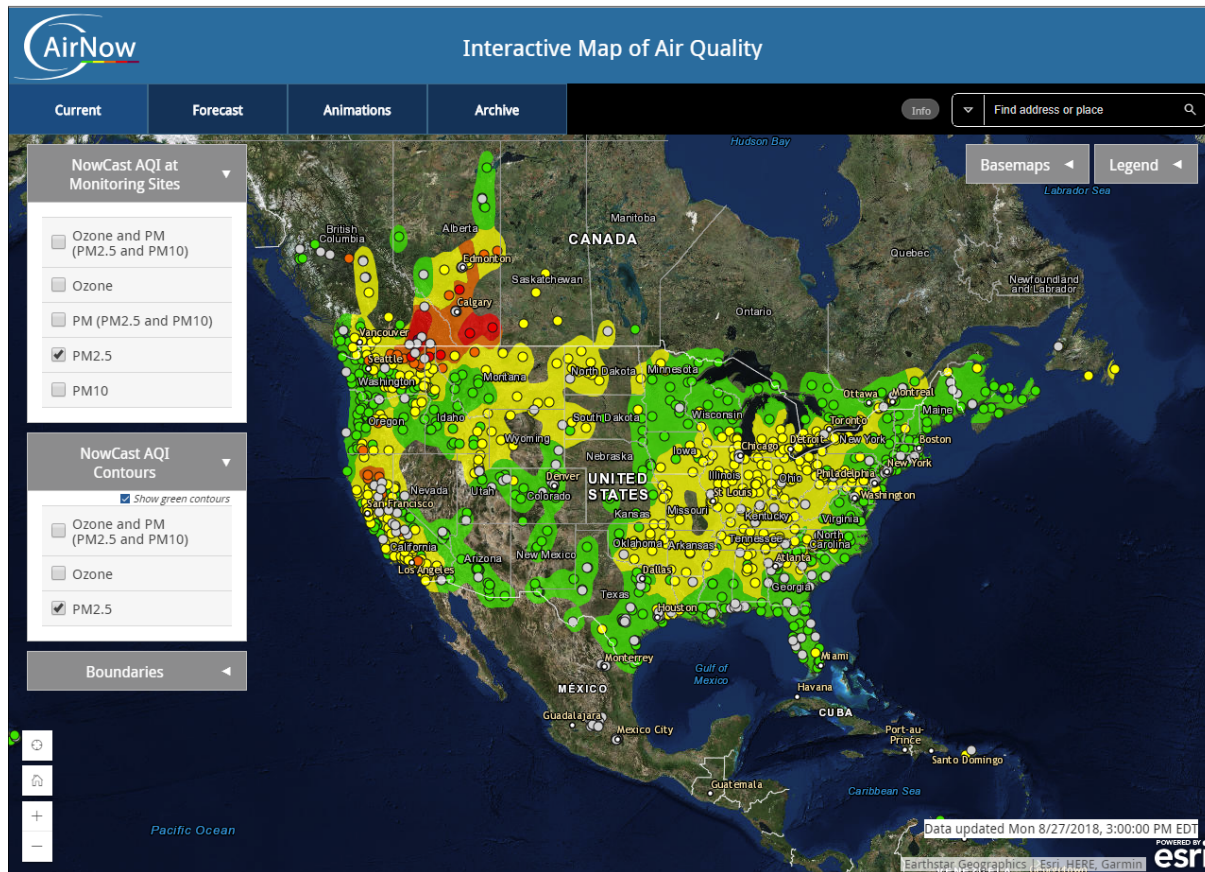 AirNow
Interactive Map of Air Quality
Current
Forecast
Animations
Archive
Info
Find address or place
NowCast AQI at
Monitoring Sites
Ozone and PM
(PM2.5 and PM10)
Ozone
PM (PM2.5 and PM10)
PM2.5
PM10
NowCast AQI
Contours
Show green contours
Ozone and PM
(PM2.5 and PM10)
Ozone
PM2.5
Boundaries
Basemaps
Legend
Hudson Bay
Labrador Sea
British
Columbia
Alberta
Manitoba
CANADA
Edmonton
Saskatchewan
Quebec
Newfoundland
and Labrador
Calgary
Ontario
Vancouver
Seattle
Washington
Montana
North Dakota
Minnesota
Ottawa
Montreal
Maine
Oregon
Idaho
South Dakota
Wisconsin
Toronto
Wyoming
Iowa
Chicago
Detroit
New York
Boston
Nebraska
Illinois
Ohio
Philadelphia
New York
Nevada
Utah
Denver
Colorado
UNITED
STATES
St Louis
Washington
San Francisco
Kansas
Missouri
Kentucky
Virginia
California
Oklahoma
Arkansas
Tennessee
North
Carolina
Los Angeles
Arizona
New Mexico
Atlanta
Dallas
Georgia
Texas
Houston
Monterrey
Gulf of
Mexico
Miami
MÉXICO
Havana
Guadalajara
Mexico City
CUBA
Port-au-
Prince
Santo Domingo
Guatemala
Caribbean Sea
Pacific Ocean
Data updated Mon 8/27/2018, 3:00:00 PM EDT
Earthstar Geographics | Esri, HERE, Garmin
POWERED BY
esri